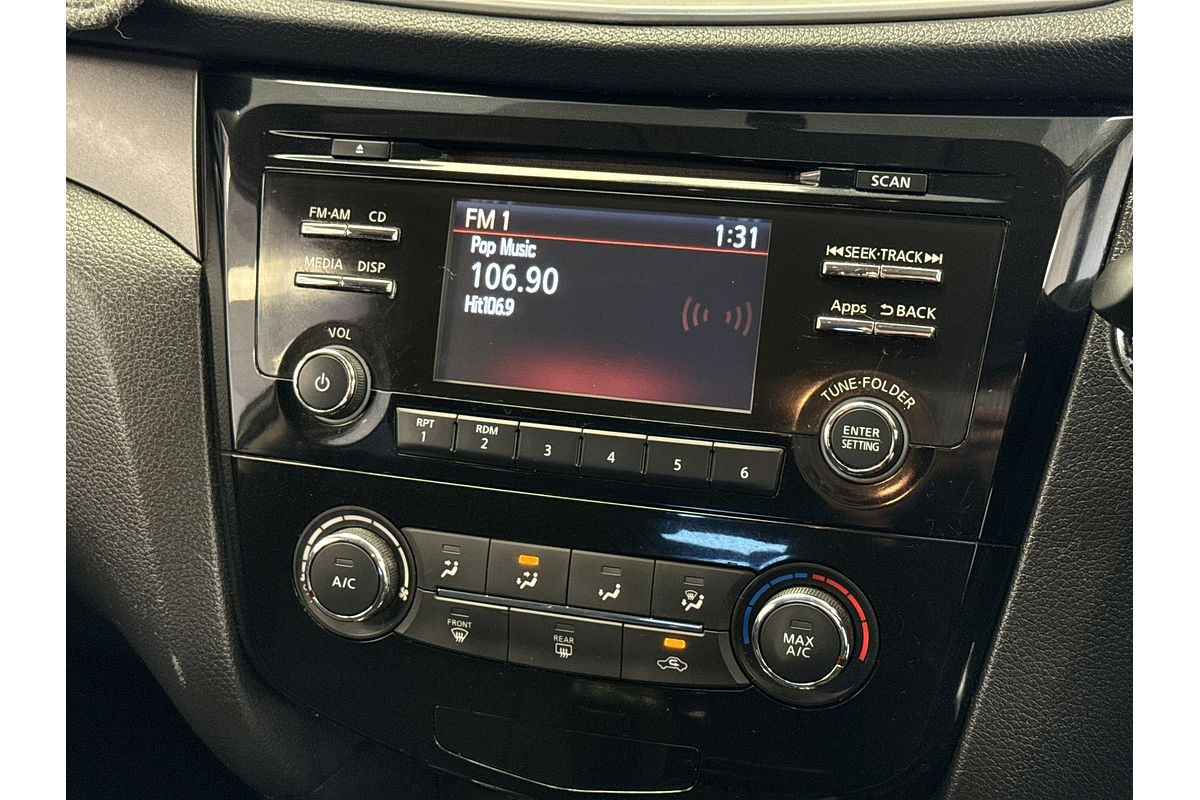 SCAN
FM·AM CD
MEDIA DISP
VOL
FM 1
1:31
Pop Music
106.90
Hit106.9
SEEK·TRACK
Apps BACK
TUNE·FOLDER
ENTER
SETTING
RPT
1
RDM
2
3
4
5
6
A/C
FRONT
REAR
MAX
A/C